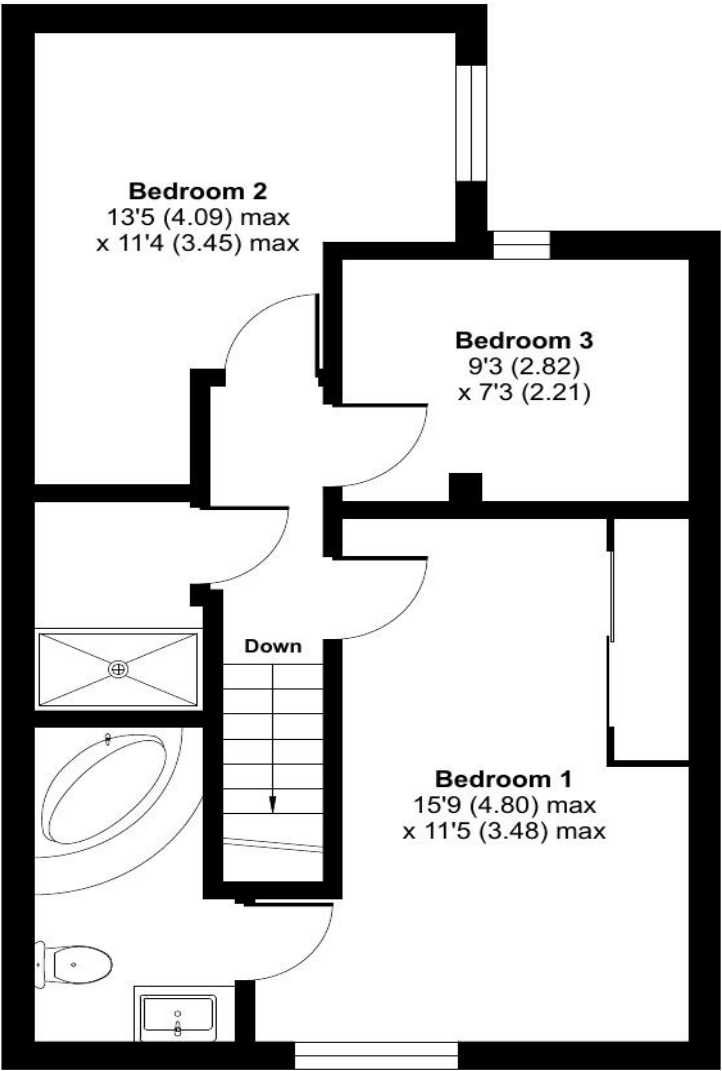 Bedroom 2
13'5 (4.09) max
x 11'4 (3.45) max
Bedroom 3
9'3 (2.82)
x 7'3 (2.21)
Down
Bedroom 1
15'9 (4.80) max
x 11'5 (3.48) max